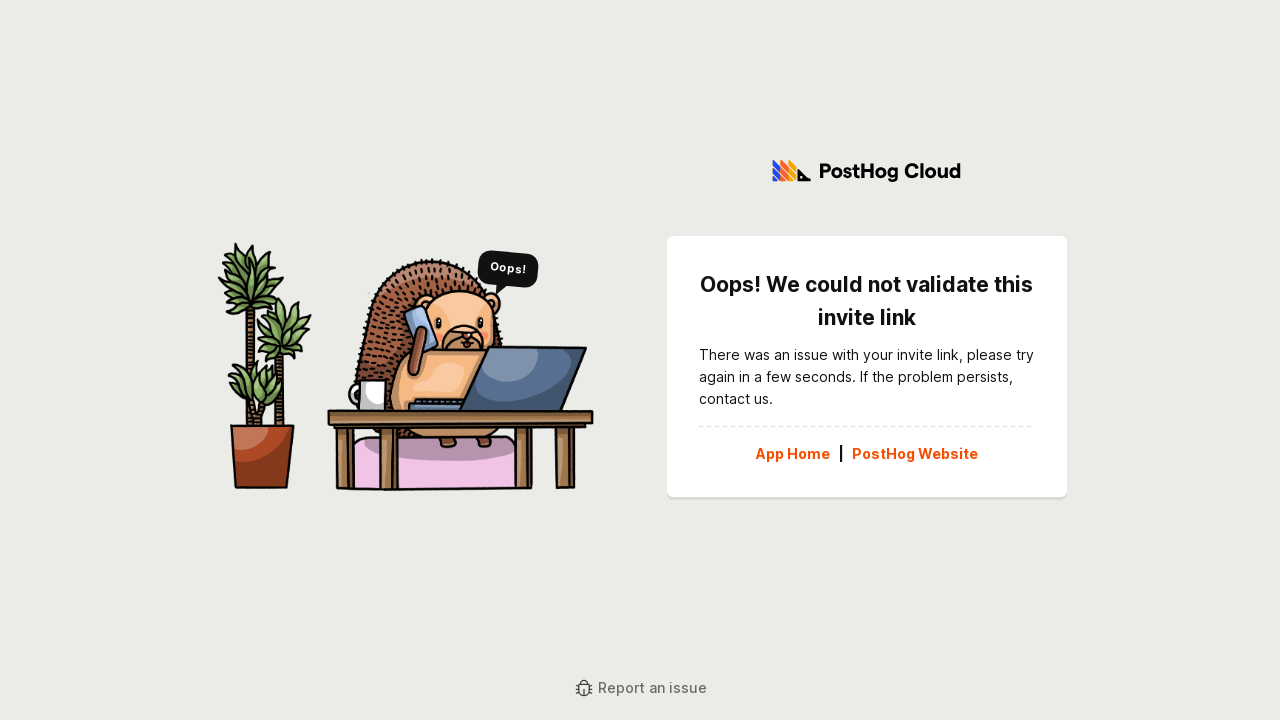 PostHog Cloud
Oops!
Oops! We could not validate this
invite link
There was an issue with your invite link, please try
again in a few seconds. If the problem persists,
contact us.
App Home | PostHog Website
Report an issue